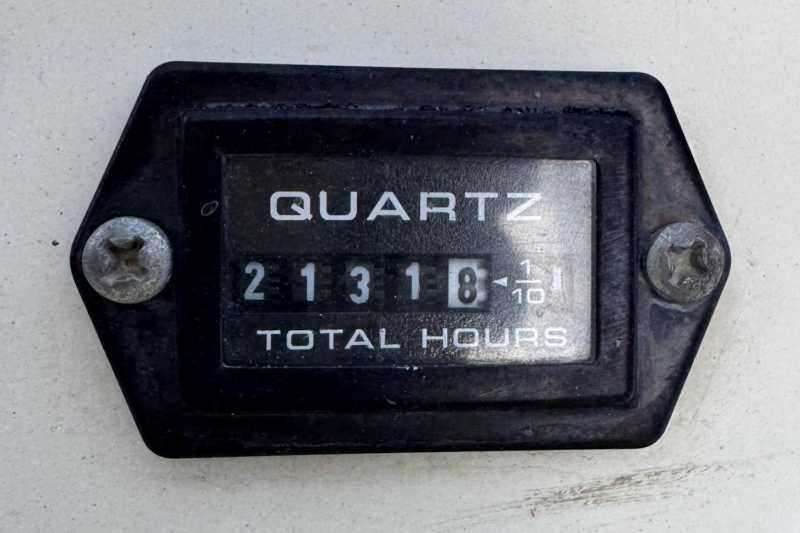 QUARTZ
21318 ◄ 1/10
TOTAL HOURS